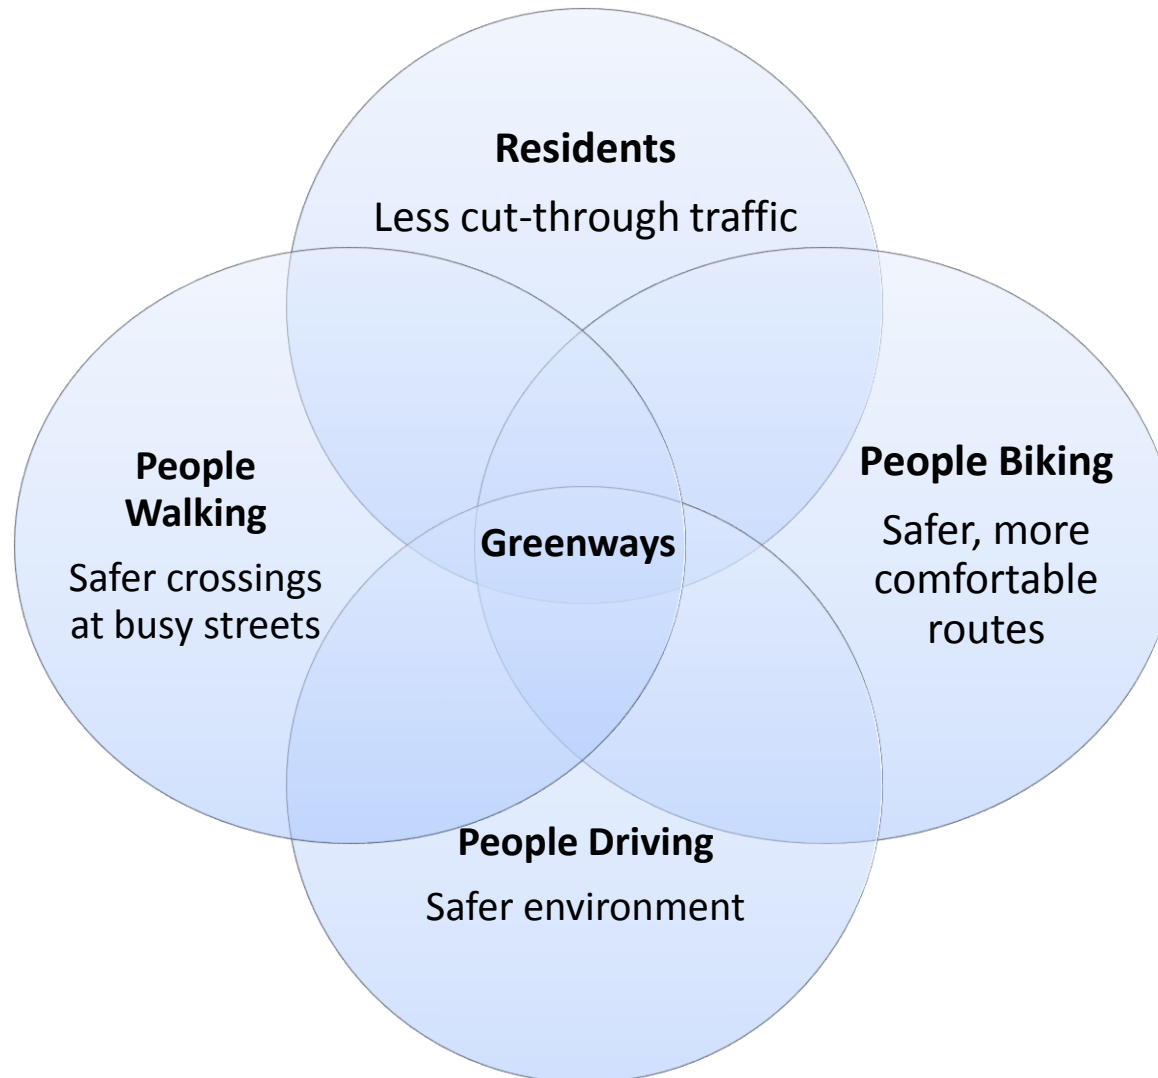 Residents
Less cut-through traffic
People
Walking
Safer crossings
at busy streets
Greenways
People Biking
Safer, more
comfortable
routes
People Driving
Safer environment